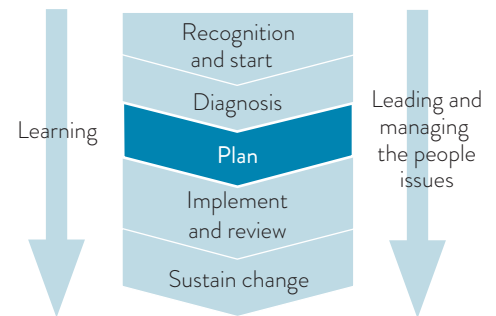 Recognition
and start
Diagnosis
Learning
Leading and
managing
the people
issues
Plan
Implement
and review
Sustain change